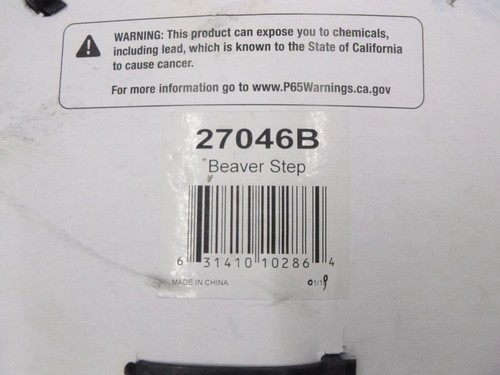 WARNING: This product can expose you to chemicals,
including lead, which is known to the State of California
to cause cancer.
For more information go to www.P65Warnings.ca.gov
27046B
Beaver Step
6 31410 10286 4
MADE IN CHINA